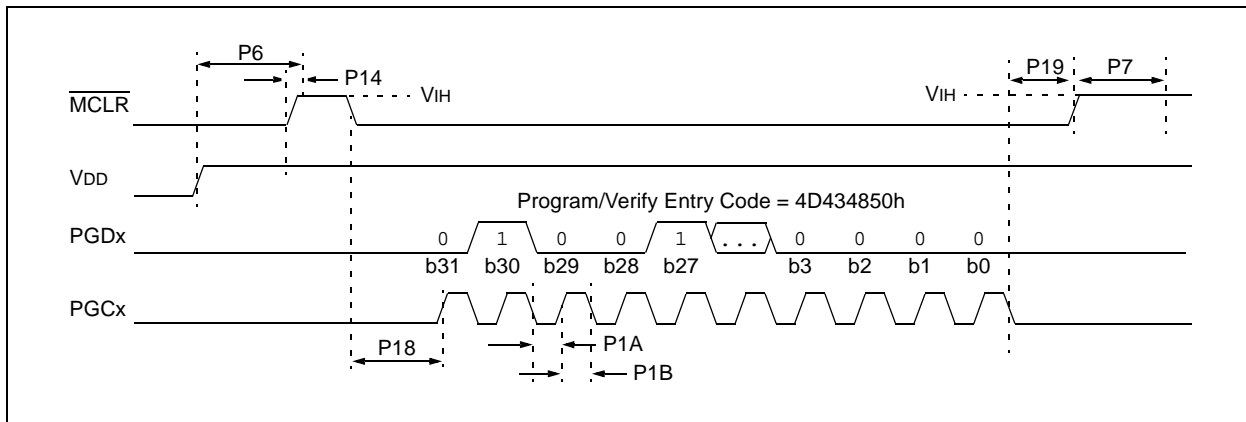 P6
P14
P19
P7
MCLR
VIH
VIH
VDD
Program/Verify Entry Code = 4D434850h
PGDx
0 1 0 0 1 ... 0 0 0 0
b31 b30 b29 b28 b27 b3 b2 b1 b0
PGCx
P18
P1A
P1B